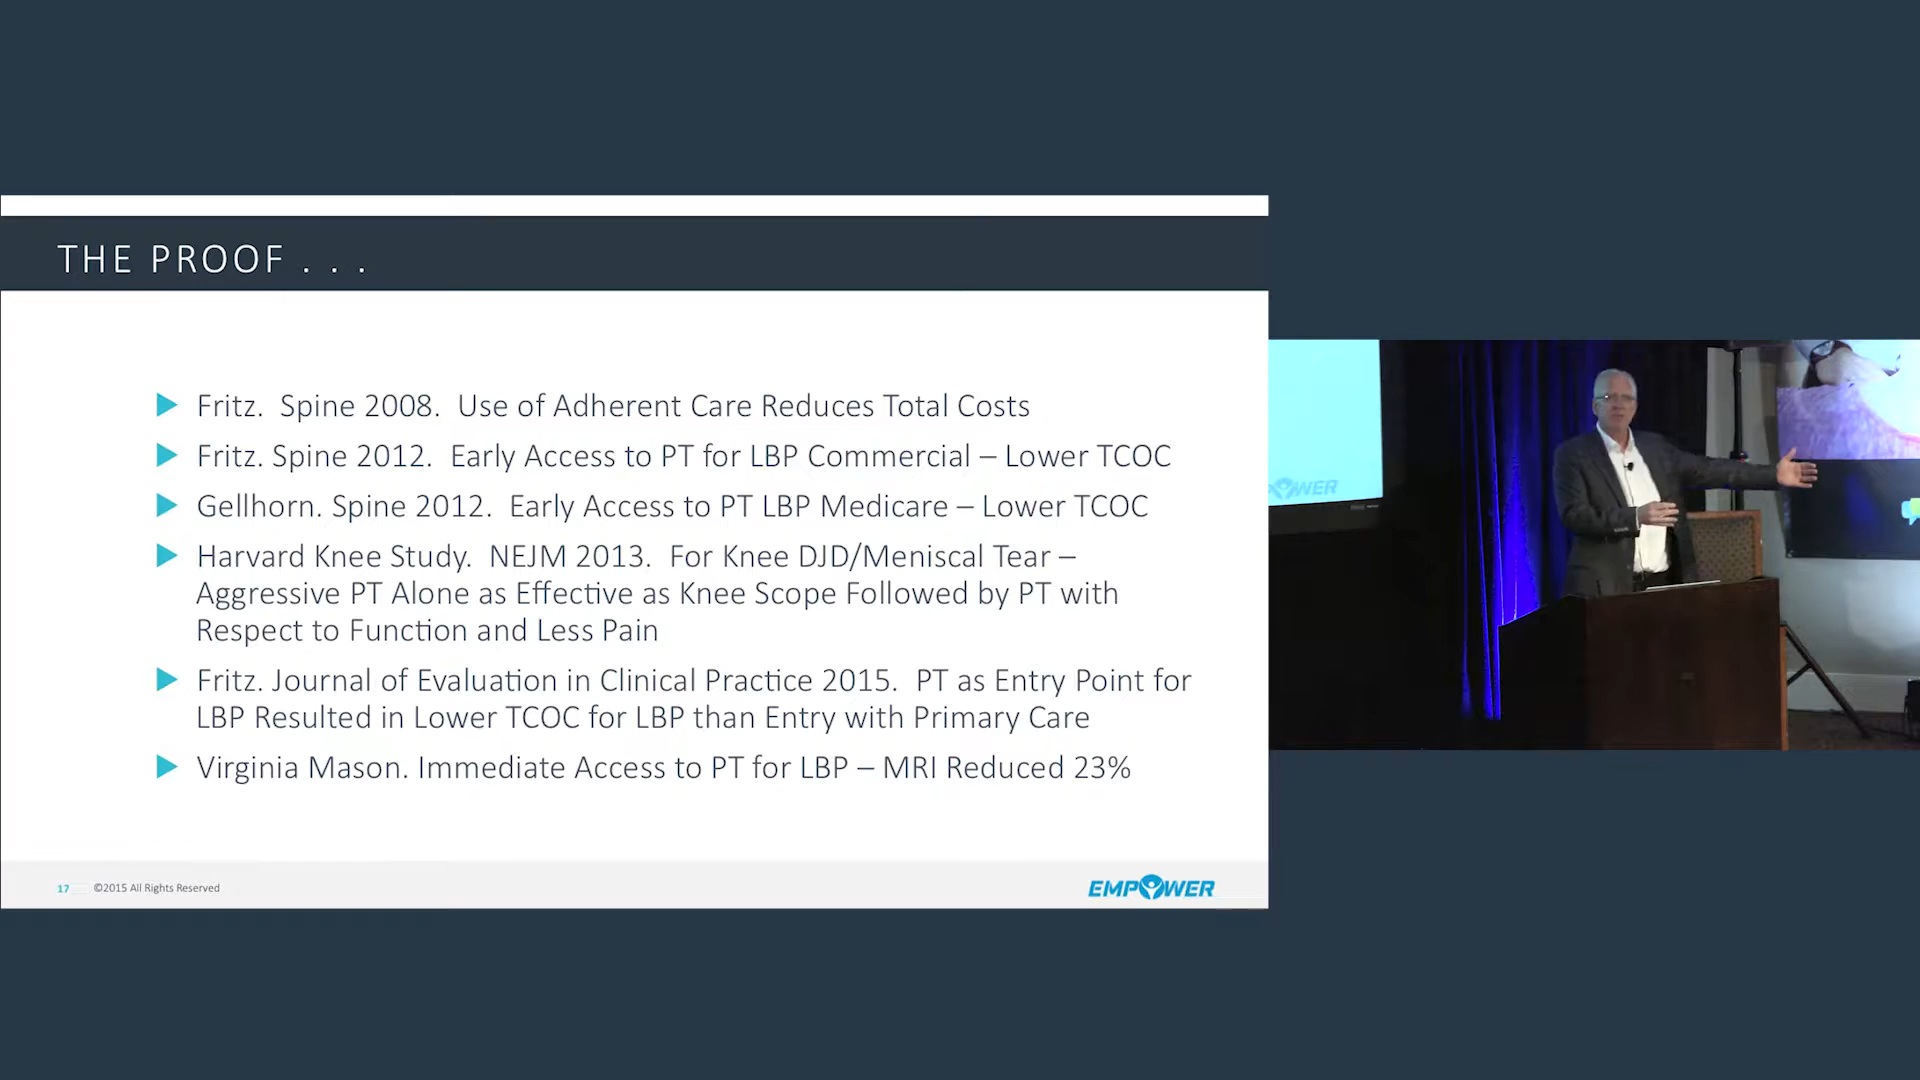 THE PROOF . . .
Fritz. Spine 2008. Use of Adherent Care Reduces Total Costs
Fritz. Spine 2012. Early Access to PT for LBP Commercial – Lower TCOC
Gellhorn. Spine 2012. Early Access to PT LBP Medicare – Lower TCOC
Harvard Knee Study. NEJM 2013. For Knee DJD/Meniscal Tear –
Aggressive PT Alone as Effective as Knee Scope Followed by PT with
Respect to Function and Less Pain
Fritz. Journal of Evaluation in Clinical Practice 2015. PT as Entry Point for
LBP Resulted in Lower TCOC for LBP than Entry with Primary Care
Virginia Mason. Immediate Access to PT for LBP – MRI Reduced 23%
17 ©2015 All Rights Reserved
EMPOWER